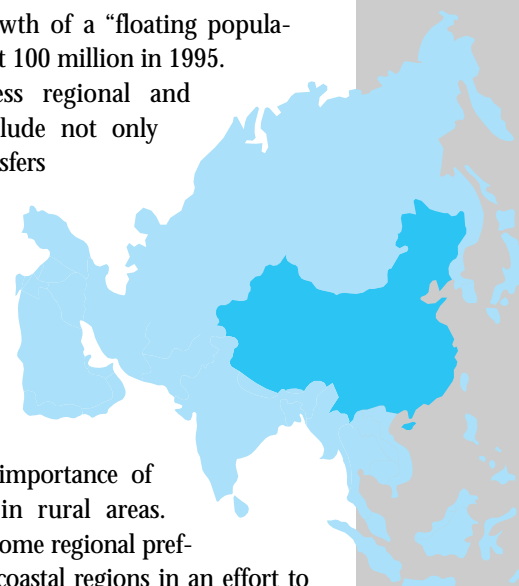 wth of a “floating popula-
t 100 million in 1995.
ess regional and
lude not only
sfers
importance of
in rural areas.
ome regional pref-
coastal regions in an effort to